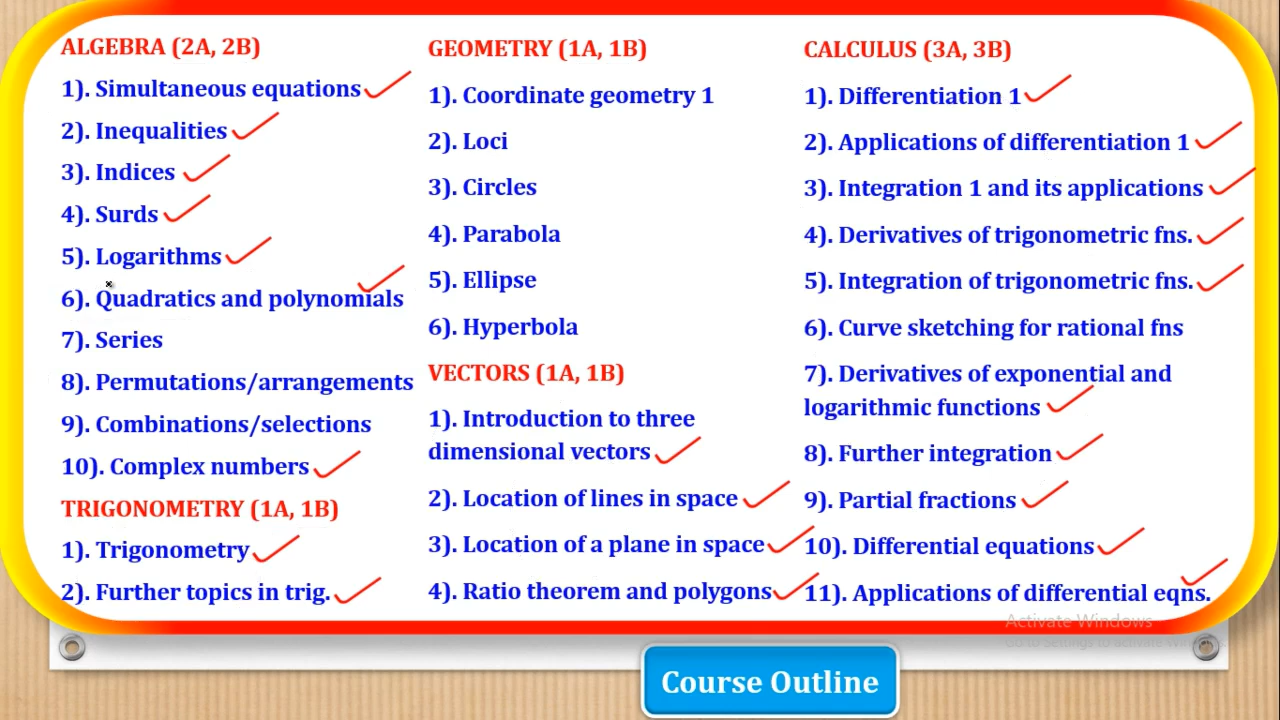 ALGEBRA (2A, 2B)
1). Simultaneous equations
2). Inequalities
3). Indices
4). Surds
5). Logarithms
6). Quadratics and polynomials
7). Series
8). Permutations/arrangements
9). Combinations/selections
10). Complex numbers
TRIGONOMETRY (1A, 1B)
1). Trigonometry
2). Further topics in trig.
GEOMETRY (1A, 1B)
1). Coordinate geometry 1
2). Loci
3). Circles
4). Parabola
5). Ellipse
6). Hyperbola
VECTORS (1A, 1B)
1). Introduction to three
dimensional vectors
2). Location of lines in space
3). Location of a plane in space
4). Ratio theorem and polygons
CALCULUS (3A, 3B)
1). Differentiation 1
2). Applications of differentiation 1
3). Integration 1 and its applications
4). Derivatives of trigonometric fns.
5). Integration of trigonometric fns.
6). Curve sketching for rational fns
7). Derivatives of exponential and
logarithmic functions
8). Further integration
9). Partial fractions
10). Differential equations
11). Applications of differential eqns.
Activate Windows
Go to Settings to activate
Course Outline